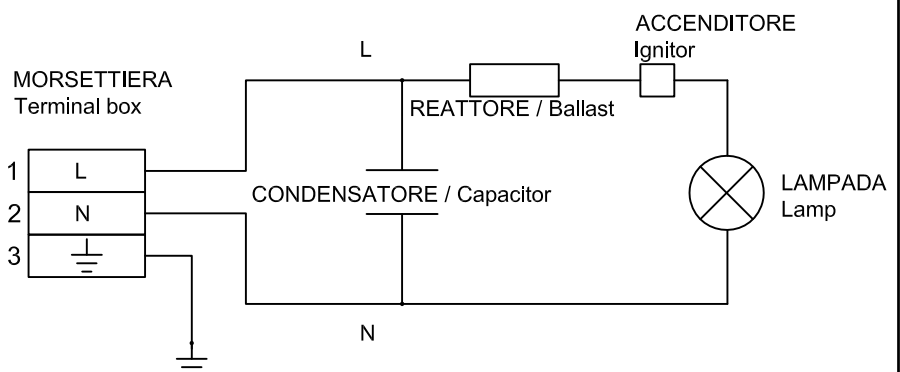 ACCENDITORE
Ignitor
L
MORSETTIERA
Terminal box
REATTORE / Ballast
1 L
CONDENSATORE / Capacitor
LAMPADA
Lamp
2 N
3
N